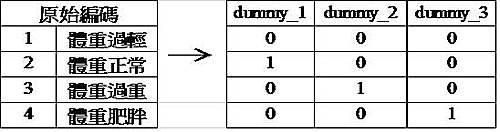 原始編碼 dummy_1 dummy_2 dummy_3
1 體重過輕 0 0 0
2 體重正常 1 0 0
3 體重過重 0 1 0
4 體重肥胖 0 0 1